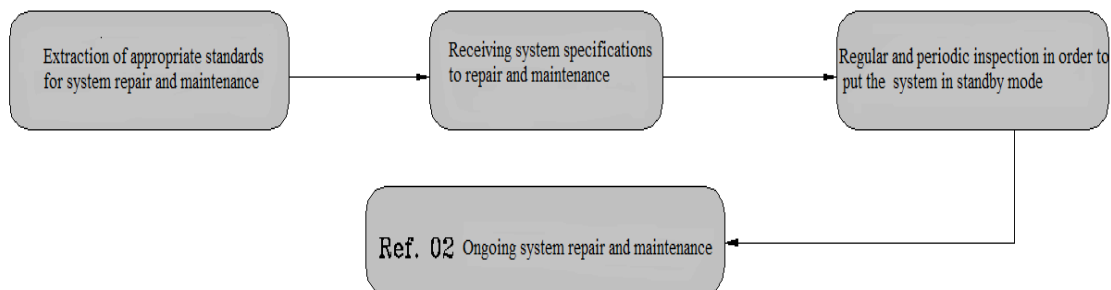 Extraction of appropriate standards
for system repair and maintenance
Receiving system specifications
to repair and maintenance
Regular and periodic inspection in order to
put the system in standby mode
Ref. 02 Ongoing system repair and maintenance